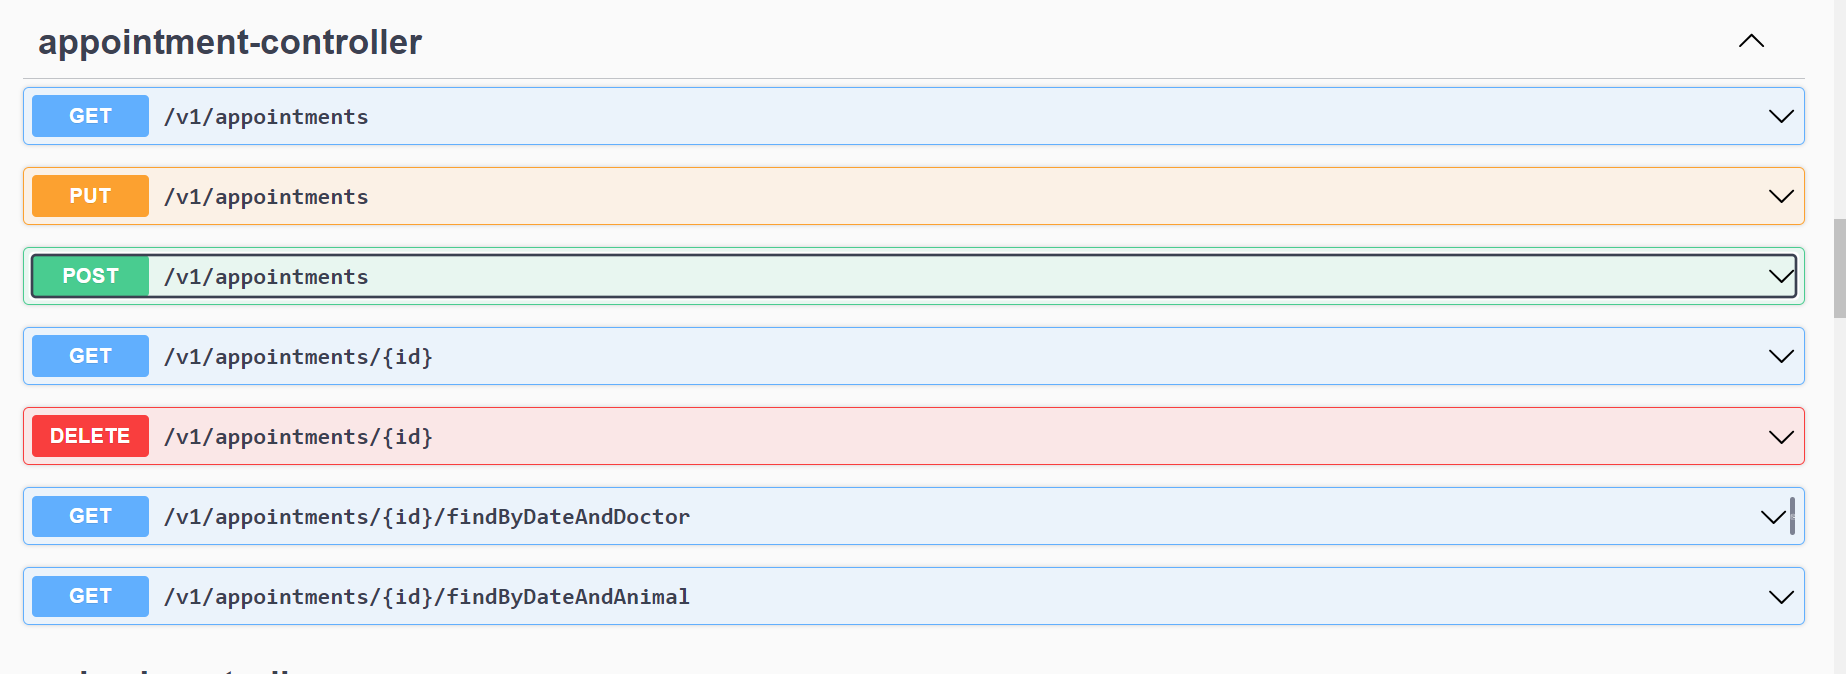 appointment-controller
GET /v1/appointments
PUT /v1/appointments
POST /v1/appointments
GET /v1/appointments/{id}
DELETE /v1/appointments/{id}
GET /v1/appointments/{id}/findByDateAndDoctor
GET /v1/appointments/{id}/findByDateAndAnimal